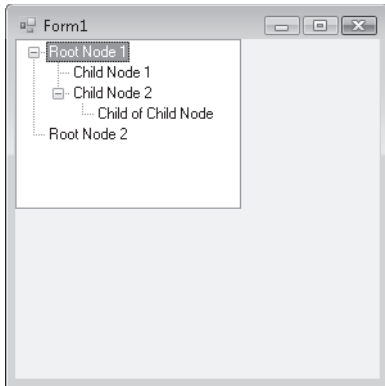 Form1
Root Node 1
Child Node 1
Child Node 2
Child of Child Node
Root Node 2